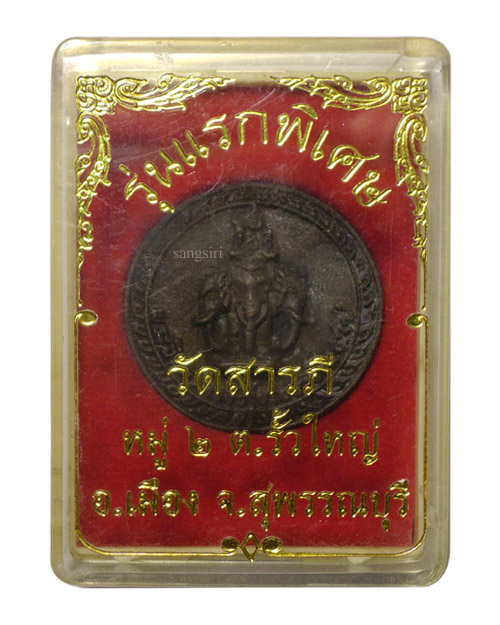 รุ่นแรกพิเศษ
sangsiri
วัดสารภี
หมู่ ๒ ต.รั้วใหญ่
อ.เมือง จ.สุพรรณบุรี